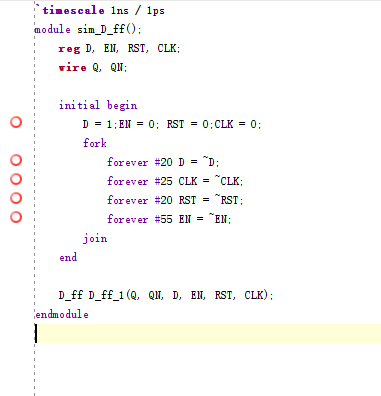 `timescale 1ns / 1ps
module sim_D_ff();
reg D, EN, RST, CLK;
wire Q, QN;
initial begin
D = 1;EN = 0; RST = 0;CLK = 0;
fork
forever #20 D = ~D;
forever #25 CLK = ~CLK;
forever #20 RST = ~RST;
forever #55 EN = ~EN;
join
end
D_ff D_ff_1(Q, QN, D, EN, RST, CLK);
endmodule